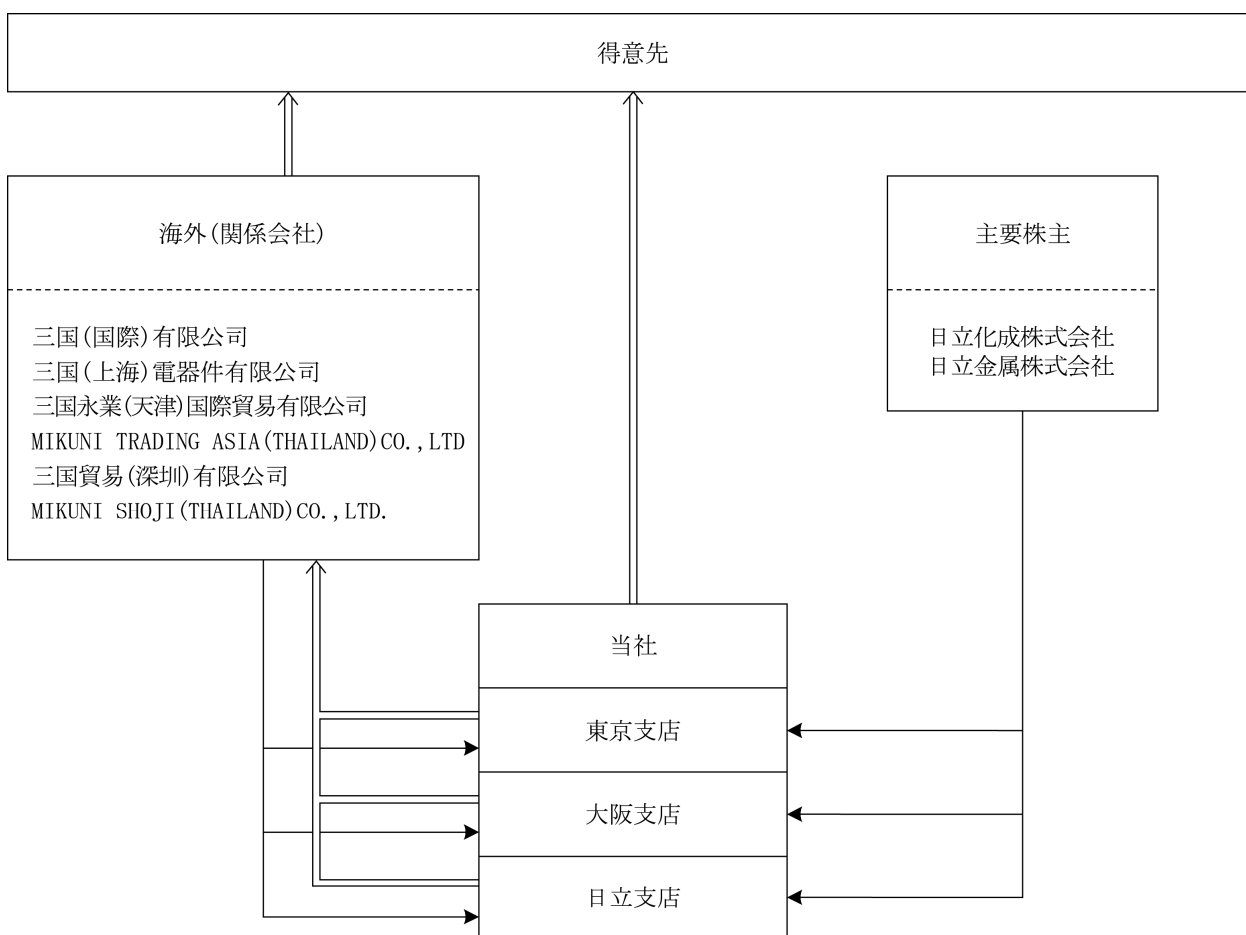 得意先
海外(関係会社)
三国(国際)有限公司
三国(上海)電器件有限公司
三国永業(天津)国際貿易有限公司
MIKUNI TRADING ASIA(THAILAND)CO.,LTD
三国貿易(深圳)有限公司
MIKUNI SHOJI(THAILAND)CO.,LTD.
主要株主
日立化成株式会社
日立金属株式会社
当社
東京支店
大阪支店
日立支店